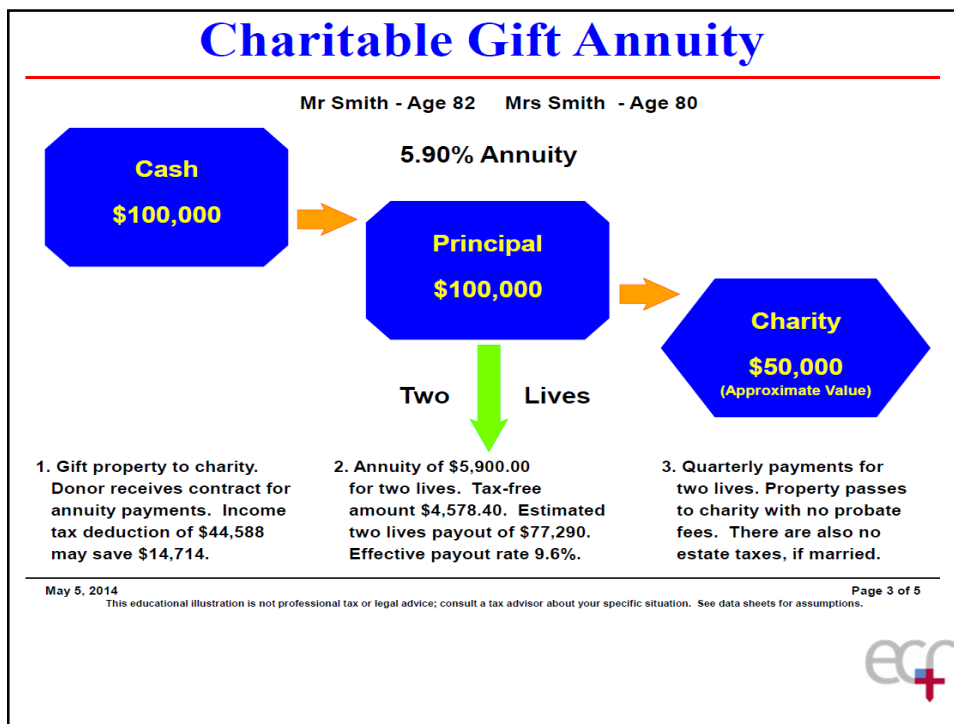 Charitable Gift Annuity
Mr Smith - Age 82 Mrs Smith - Age 80
5.90% Annuity
Cash
$100,000
Principal
$100,000
Charity
$50,000
(Approximate Value)
Two Lives
1. Gift property to charity.
Donor receives contract for
annuity payments. Income
tax deduction of $44,588
may save $14,714.
2. Annuity of $5,900.00
for two lives. Tax-free
amount $4,578.40. Estimated
two lives payout of $77,290.
Effective payout rate 9.6%.
3. Quarterly payments for
two lives. Property passes
to charity with no probate
fees. There are also no
estate taxes, if married.
May 5, 2014
Page 3 of 5
This educational illustration is not professional tax or legal advice; consult a tax advisor about your specific situation. See data sheets for assumptions.